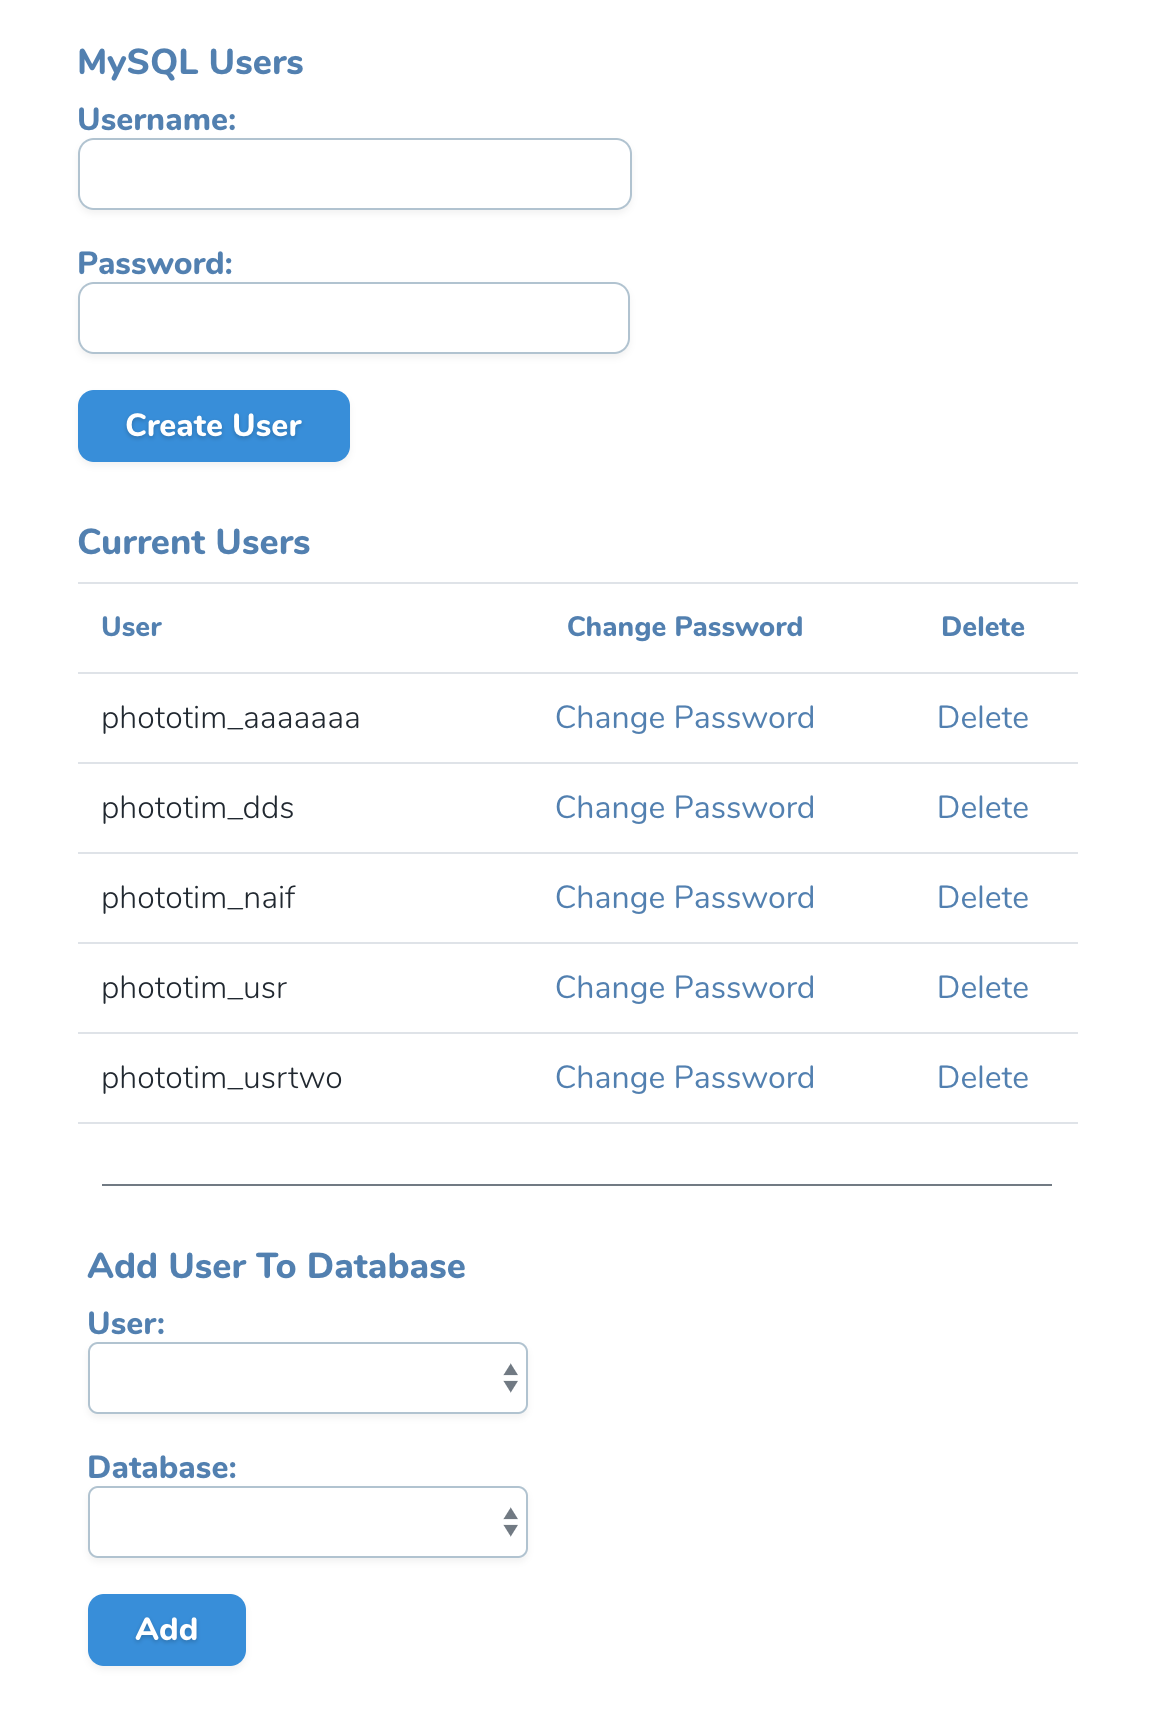 MySQL Users
Username:
Password:
Create User
Current Users
User Change Password Delete
phototim_aaaaaaa Change Password Delete
phototim_dds Change Password Delete
phototim_naif Change Password Delete
phototim_usr Change Password Delete
phototim_usrtwo Change Password Delete
Add User To Database
User:
Database:
Add